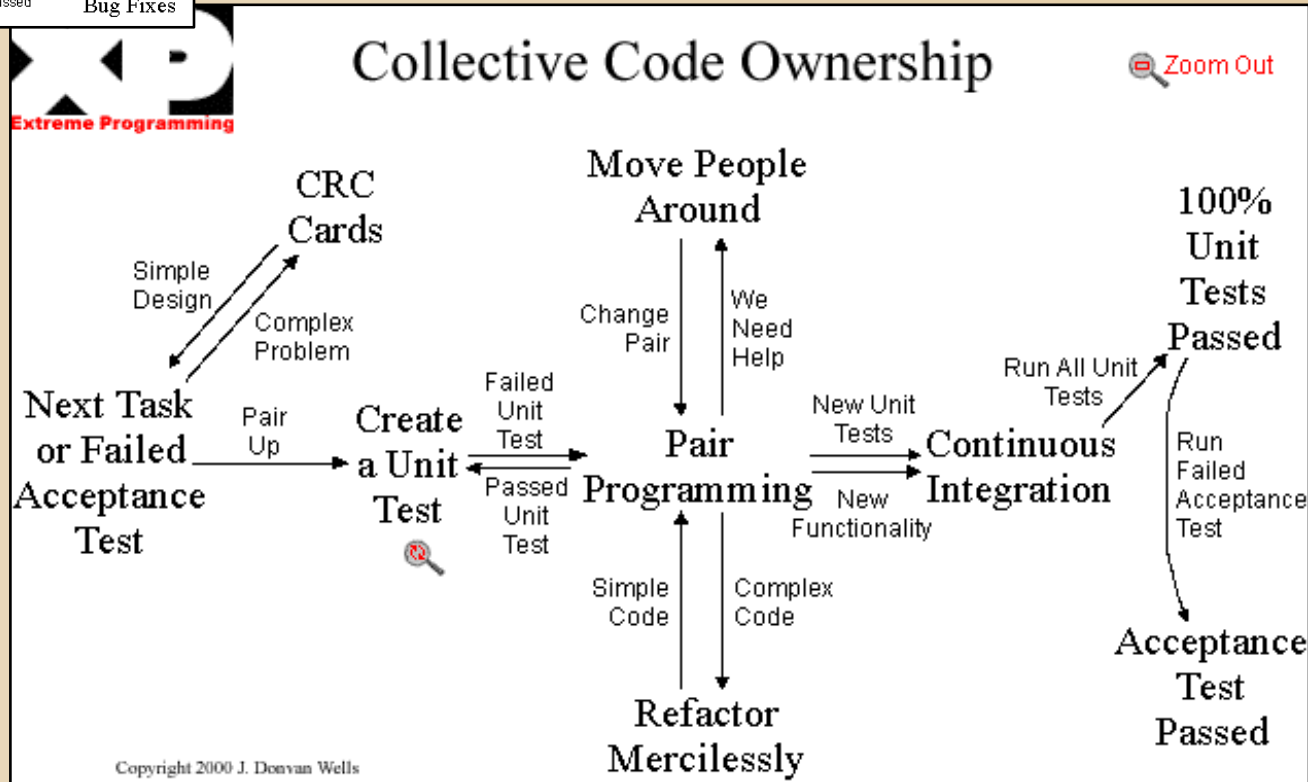 Passed
Bug Fixes
Extreme Programming
Collective Code Ownership
Zoom Out
CRC
Cards
Simple
Design
Complex
Problem
Move People
Around
Change
Pair
We
Need
Help
100%
Unit
Tests
Passed
Next Task
or Failed
Acceptance
Test
Pair
Up
Create
a Unit
Test
Failed
Unit
Test
Passed
Unit
Test
Pair
Programming
New Unit
Tests
New
Functionality
Continuous
Integration
Run All Unit
Tests
Run
Failed
Acceptance
Test
Simple
Code
Complex
Code
Refactor
Mercilessly
Acceptance
Test
Passed
Copyright 2000 J. Donvan Wells